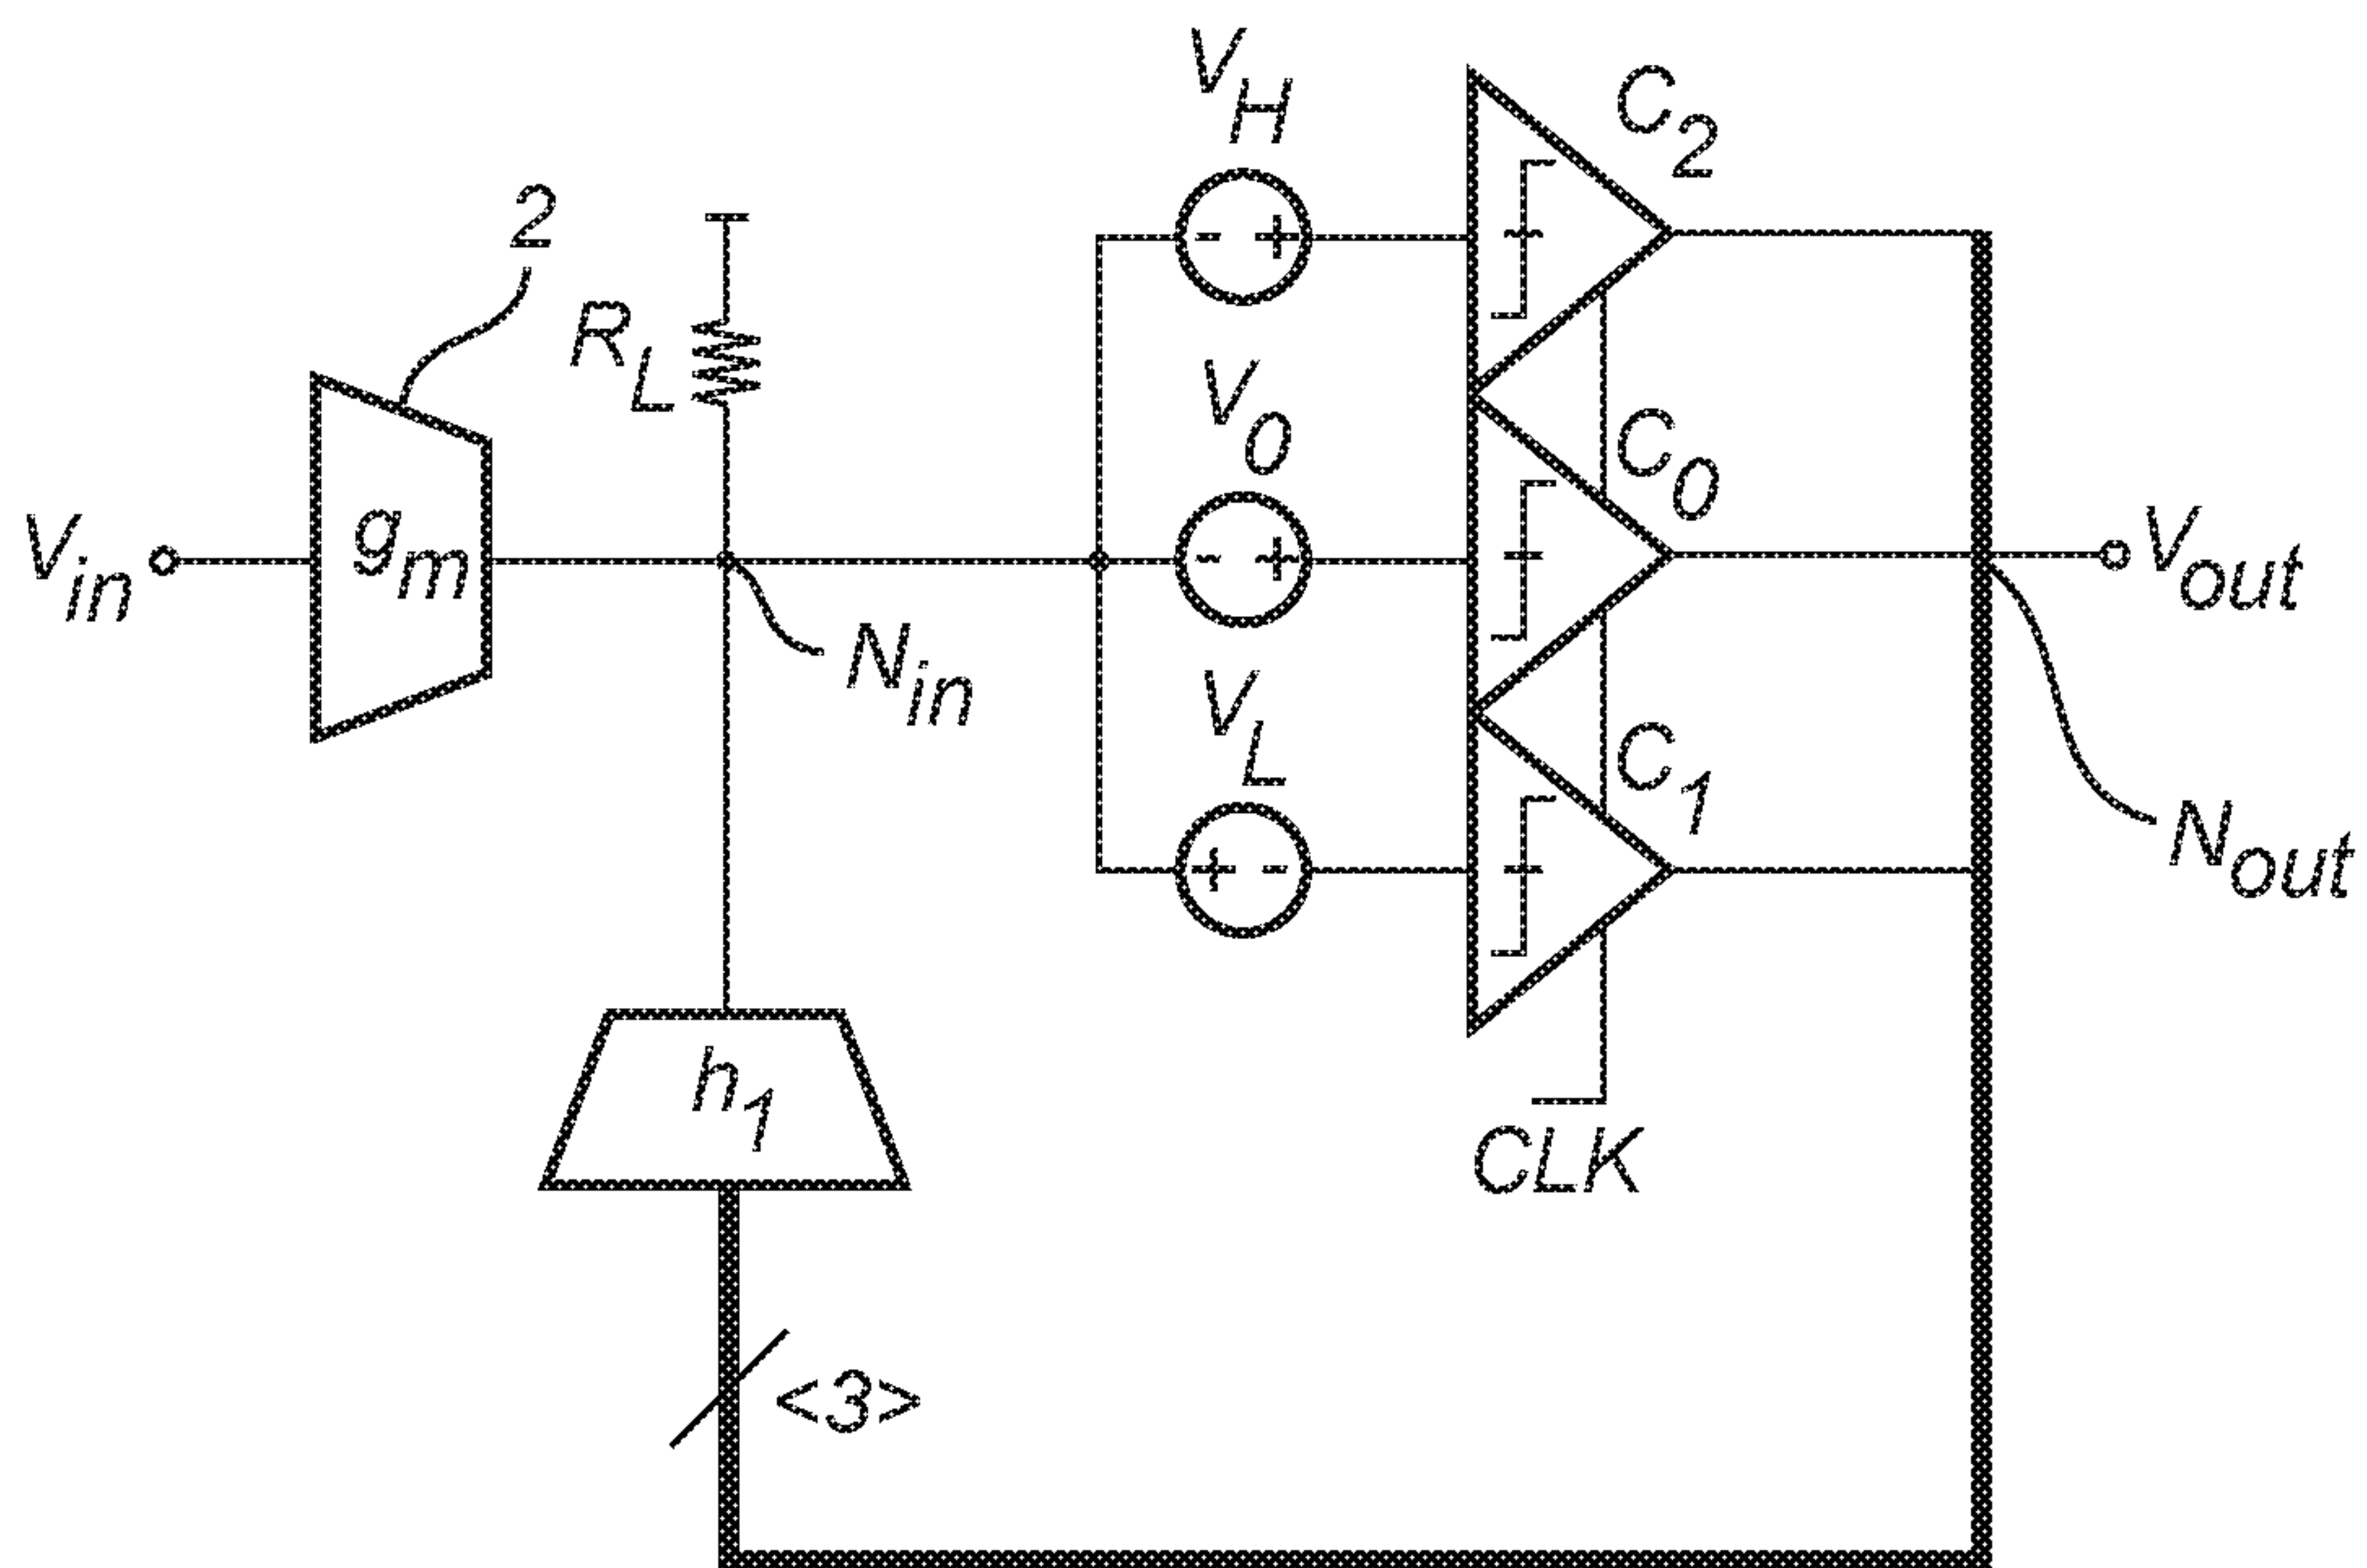 V_H
C_2
2
R_L
V_0
C_0
V_in
g_m
V_out
N_in
V_L
C_1
N_out
h_1
CLK
<3>